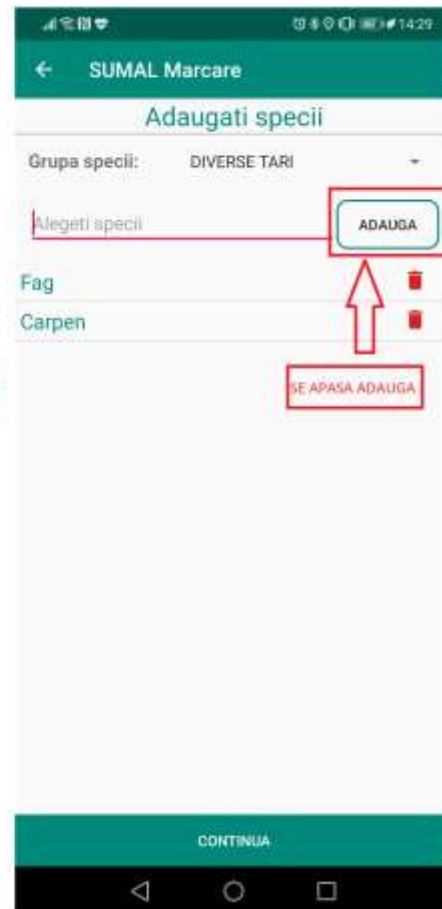 14:29
SUMAL Marcare
Adaugati specii
Grupa specii: DIVERSE TARI
Alegeti specii ADAUGA
Fag
Carpen
SE APASA ADAUGA
CONTINUA